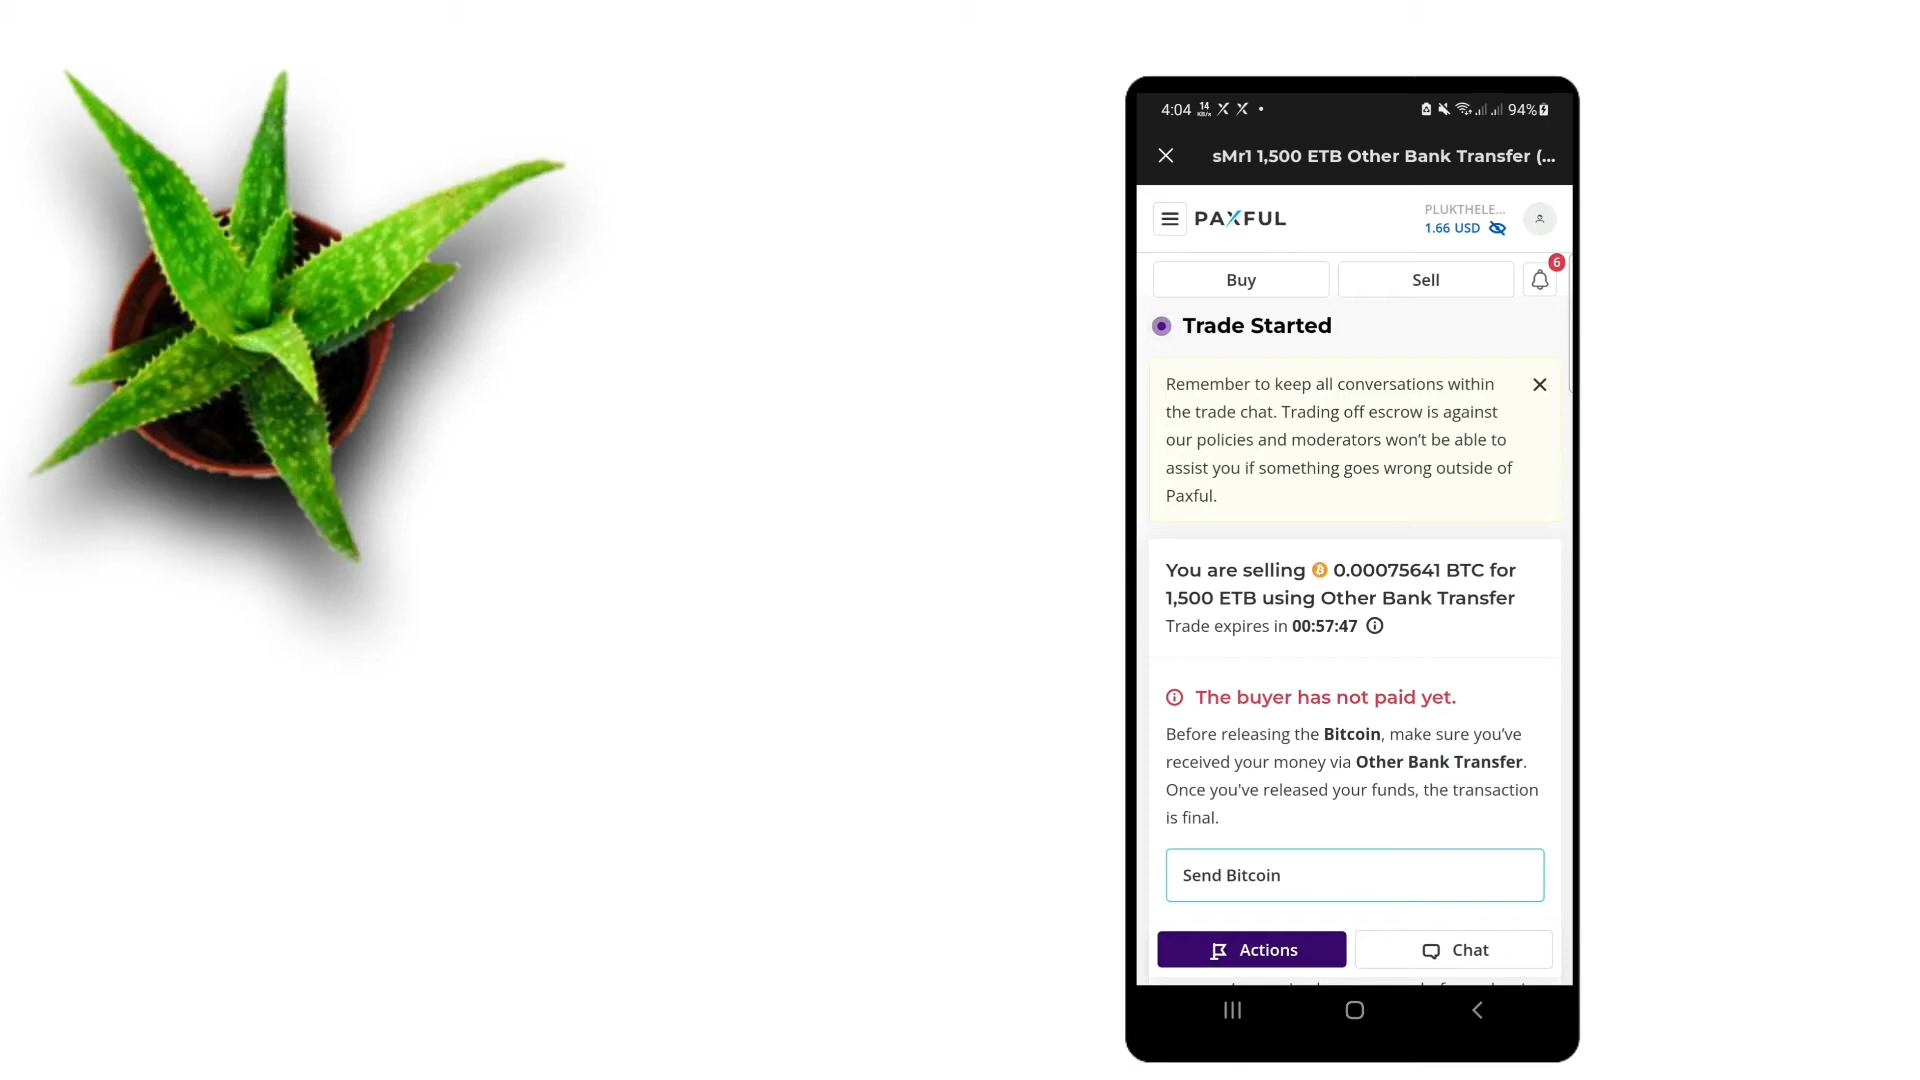 4:04 14 KB/s 94%
sMr1 1,500 ETB Other Bank Transfer (...
PAXFUL
PLUKTHELE...
1.66 USD
Buy
Sell
6
Trade Started
Remember to keep all conversations within
the trade chat. Trading off escrow is against
our policies and moderators won’t be able to
assist you if something goes wrong outside of
Paxful.
You are selling 0.00075641 BTC for
1,500 ETB using Other Bank Transfer
Trade expires in 00:57:47
The buyer has not paid yet.
Before releasing the Bitcoin, make sure you’ve
received your money via Other Bank Transfer.
Once you've released your funds, the transaction
is final.
Send Bitcoin
Actions
Chat